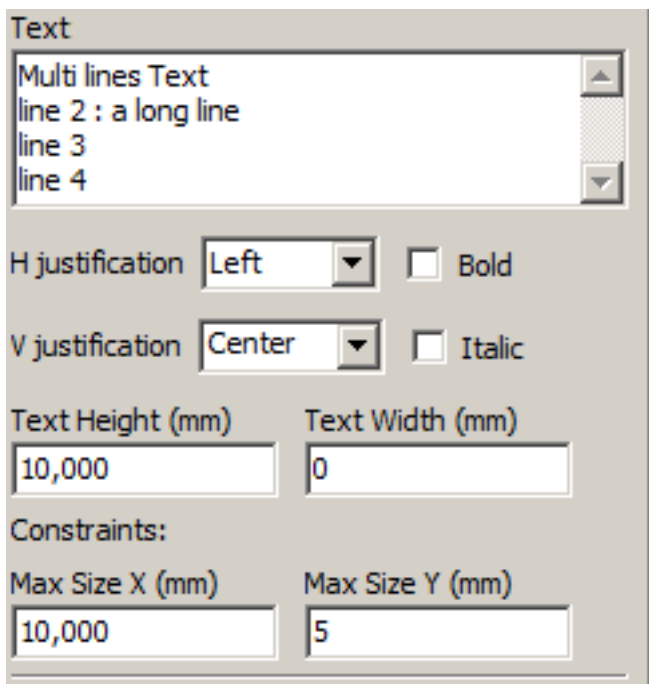 Text
Multi lines Text
line 2 : a long line
line 3
line 4
H justification Left Bold
V justification Center Italic
Text Height (mm) Text Width (mm)
10,000 0
Constraints:
Max Size X (mm) Max Size Y (mm)
10,000 5